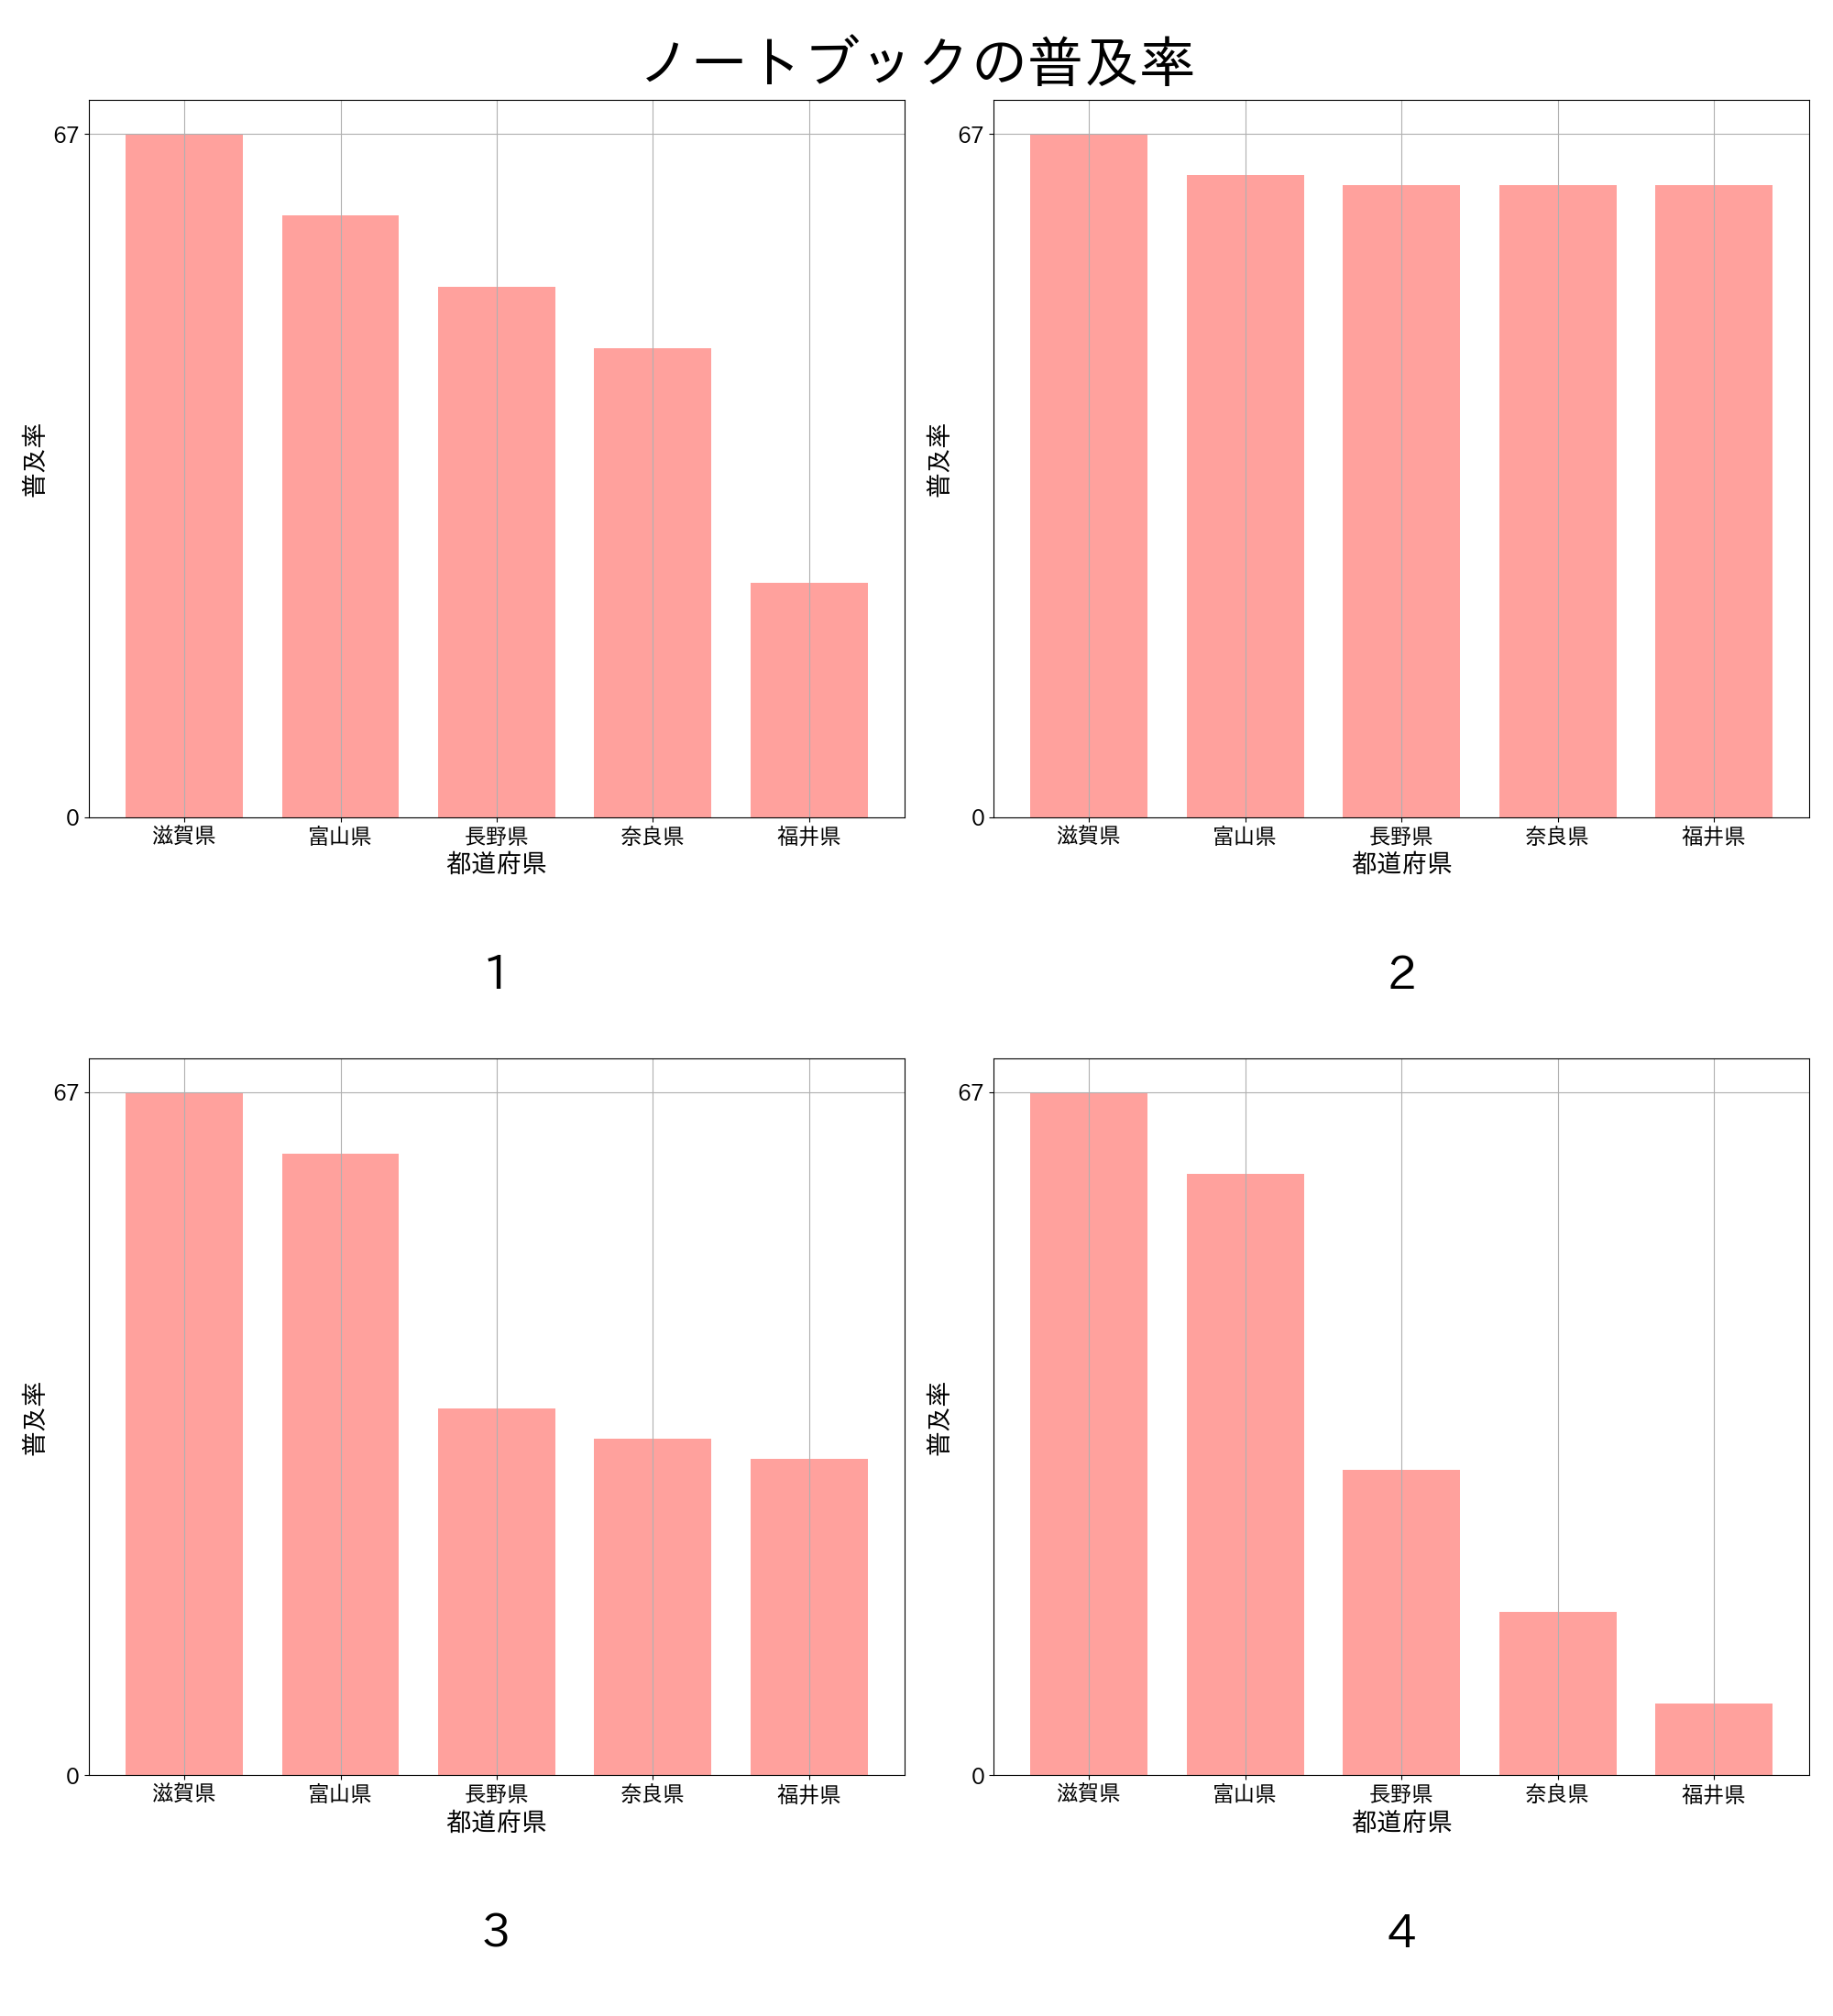 ノートブックの普及率
67
0
普及率
滋賀県 富山県 長野県 奈良県 福井県
都道府県
1
67
0
普及率
滋賀県 富山県 長野県 奈良県 福井県
都道府県
2
67
0
普及率
滋賀県 富山県 長野県 奈良県 福井県
都道府県
3
67
0
普及率
滋賀県 富山県 長野県 奈良県 福井県
都道府県
4